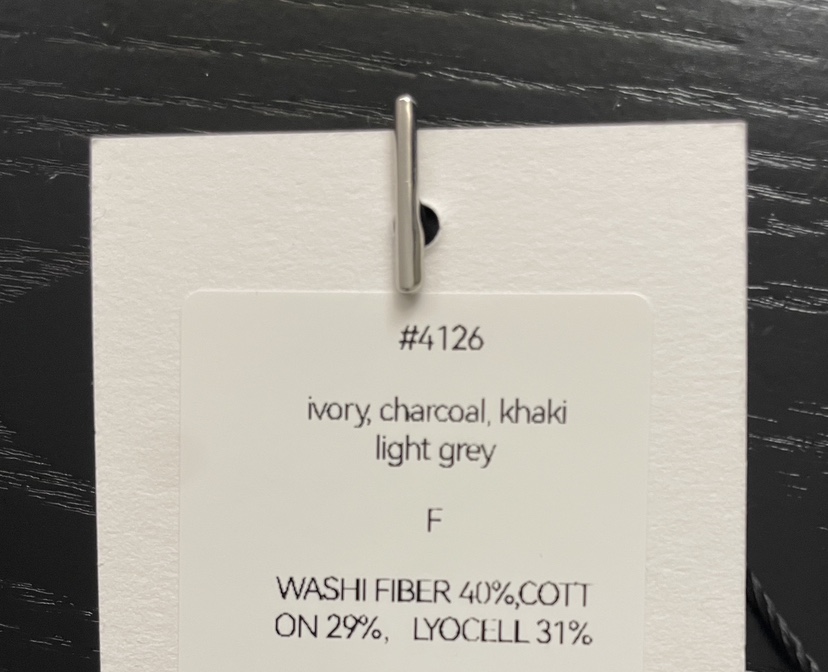 #4126
ivory, charcoal, khaki
light grey
F
WASHI FIBER 40%,COTT
ON 29%, LYOCELL 31%